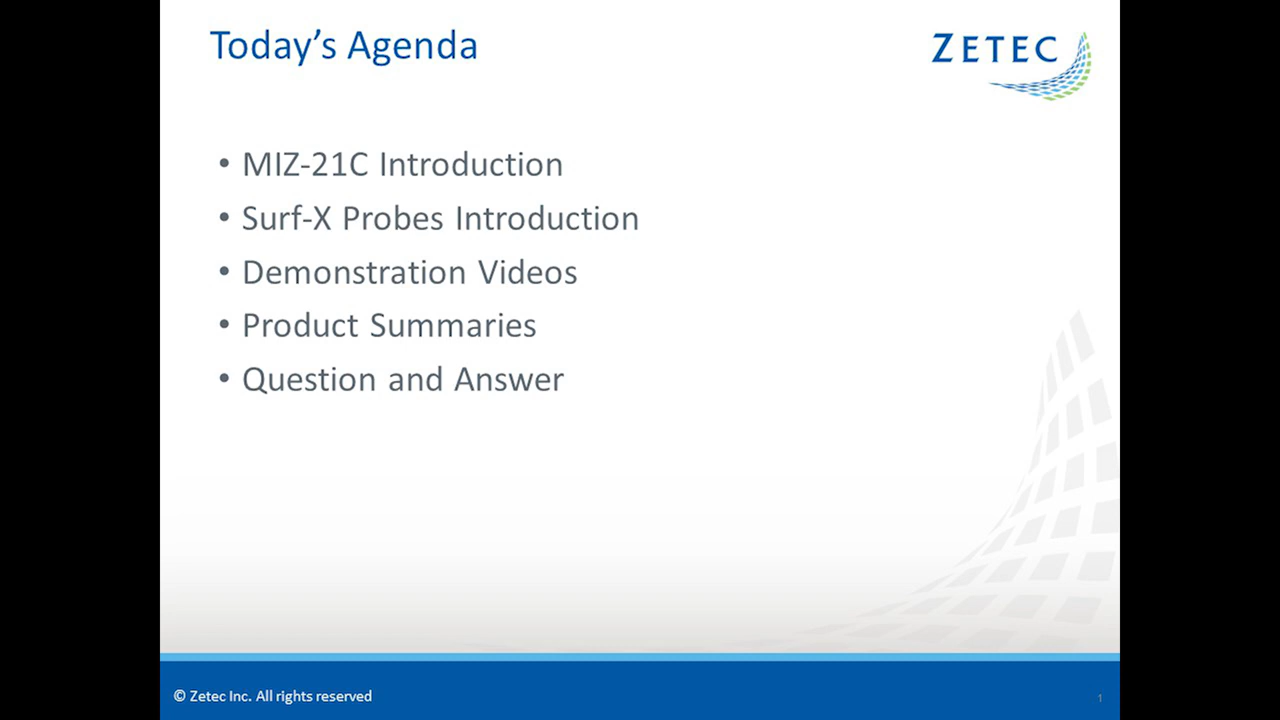 Today's Agenda
ZETEC
• MIZ-21C Introduction
• Surf-X Probes Introduction
• Demonstration Videos
• Product Summaries
• Question and Answer
© Zetec Inc. All rights reserved
1